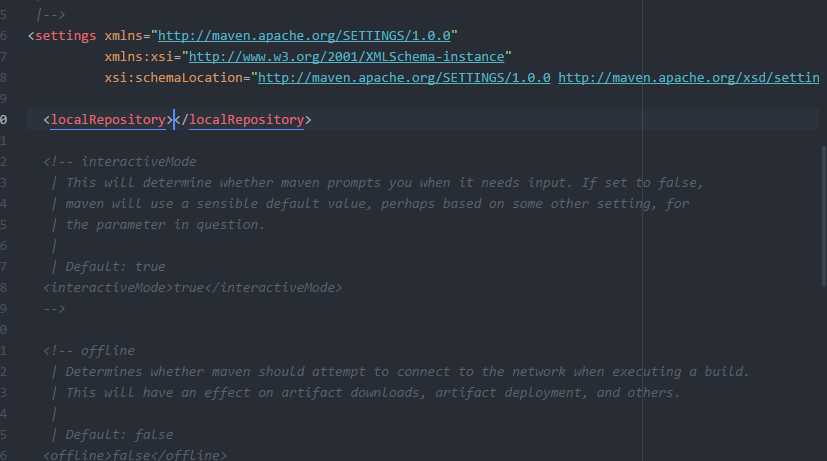 5 |-->
6 <settings xmlns="http://maven.apache.org/SETTINGS/1.0.0"
7 xmlns:xsi="http://www.w3.org/2001/XMLSchema-instance"
8 xsi:schemaLocation="http://maven.apache.org/SETTINGS/1.0.0 http://maven.apache.org/xsd/settin
9
0 <localRepository></localRepository>
1
2 <!-- interactiveMode
3 | This will determine whether maven prompts you when it needs input. If set to false,
4 | maven will use a sensible default value, perhaps based on some other setting, for
5 | the parameter in question.
6 |
7 | Default: true
8 <interactiveMode>true</interactiveMode>
9 -->
0
1 <!-- offline
2 | Determines whether maven should attempt to connect to the network when executing a build.
3 | This will have an effect on artifact downloads, artifact deployment, and others.
4 |
5 | Default: false
6 <offline>false</offline>